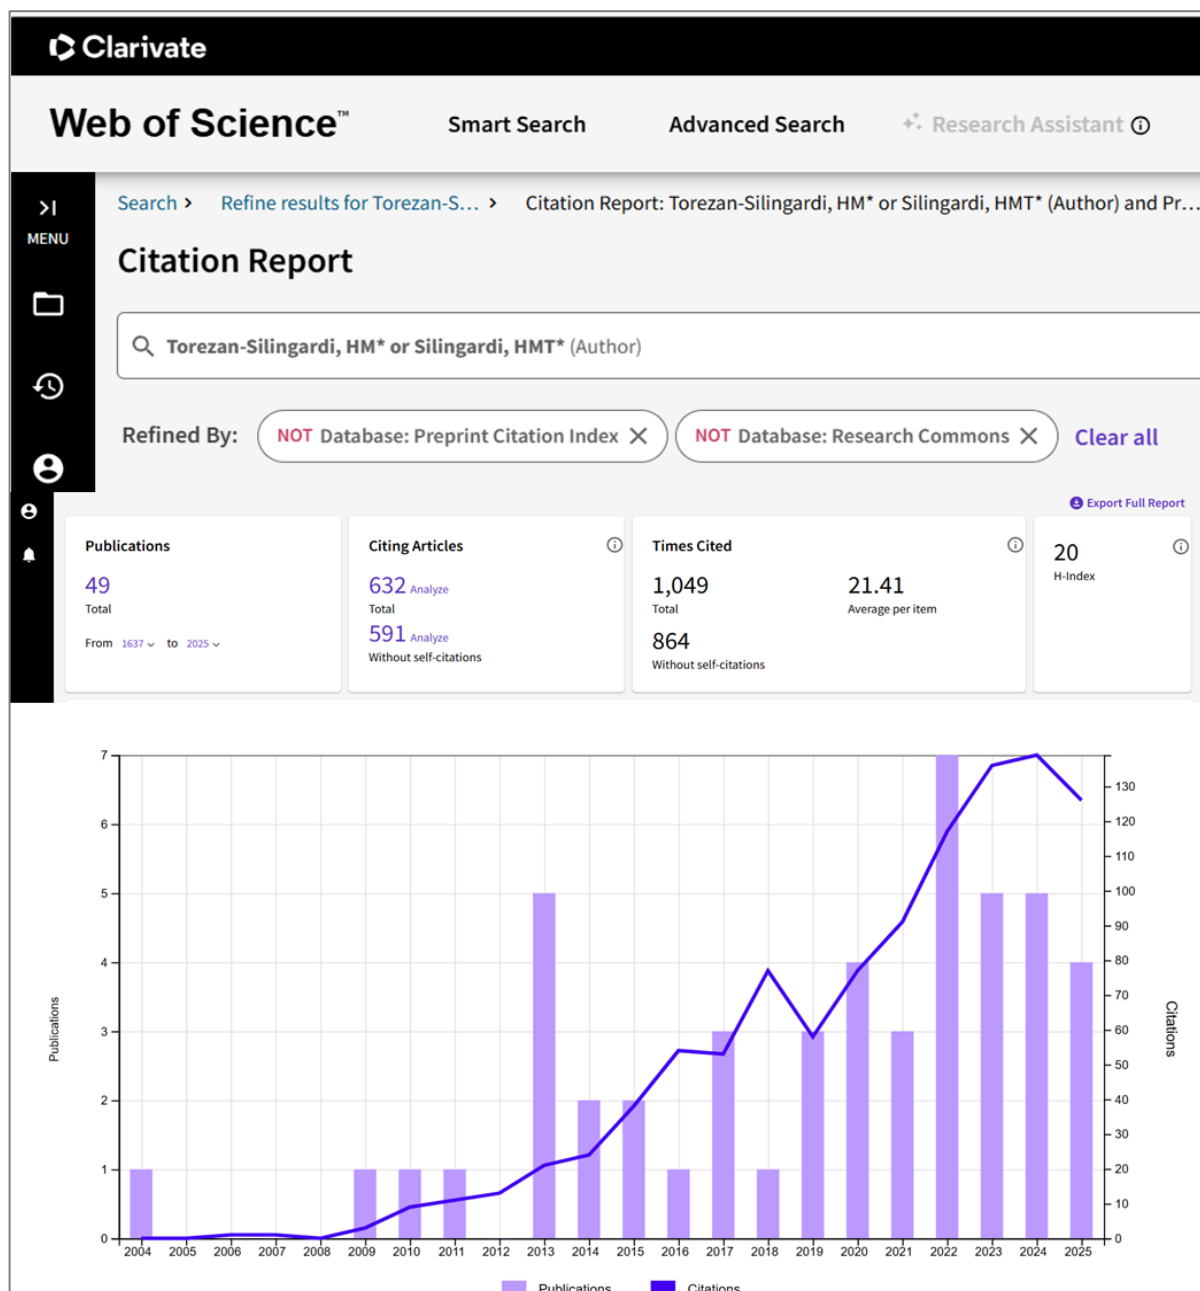 Clarivate
Web of Science™ Smart Search Advanced Search Research Assistant
MENU
Search > Refine results for Torezan-S... > Citation Report: Torezan-Silingardi, HM* or Silingardi, HMT* (Author) and Pr...
Citation Report
Torezan-Silingardi, HM* or Silingardi, HMT* (Author)
Refined By: NOT Database: Preprint Citation Index NOT Database: Research Commons Clear all
Export Full Report
Publications
49
Total
From 1637 to 2025
Citing Articles
632 Analyze
Total
591 Analyze
Without self-citations
Times Cited
1,049
Total
864
Without self-citations
21.41
Average per item
20
H-Index
7
6
5
4
3
2
1
0
Publications
130
120
110
100
90
80
70
60
50
40
30
20
10
0
Citations
2004 2005 2006 2007 2008 2009 2010 2011 2012 2013 2014 2015 2016 2017 2018 2019 2020 2021 2022 2023 2024 2025
Publications Citations